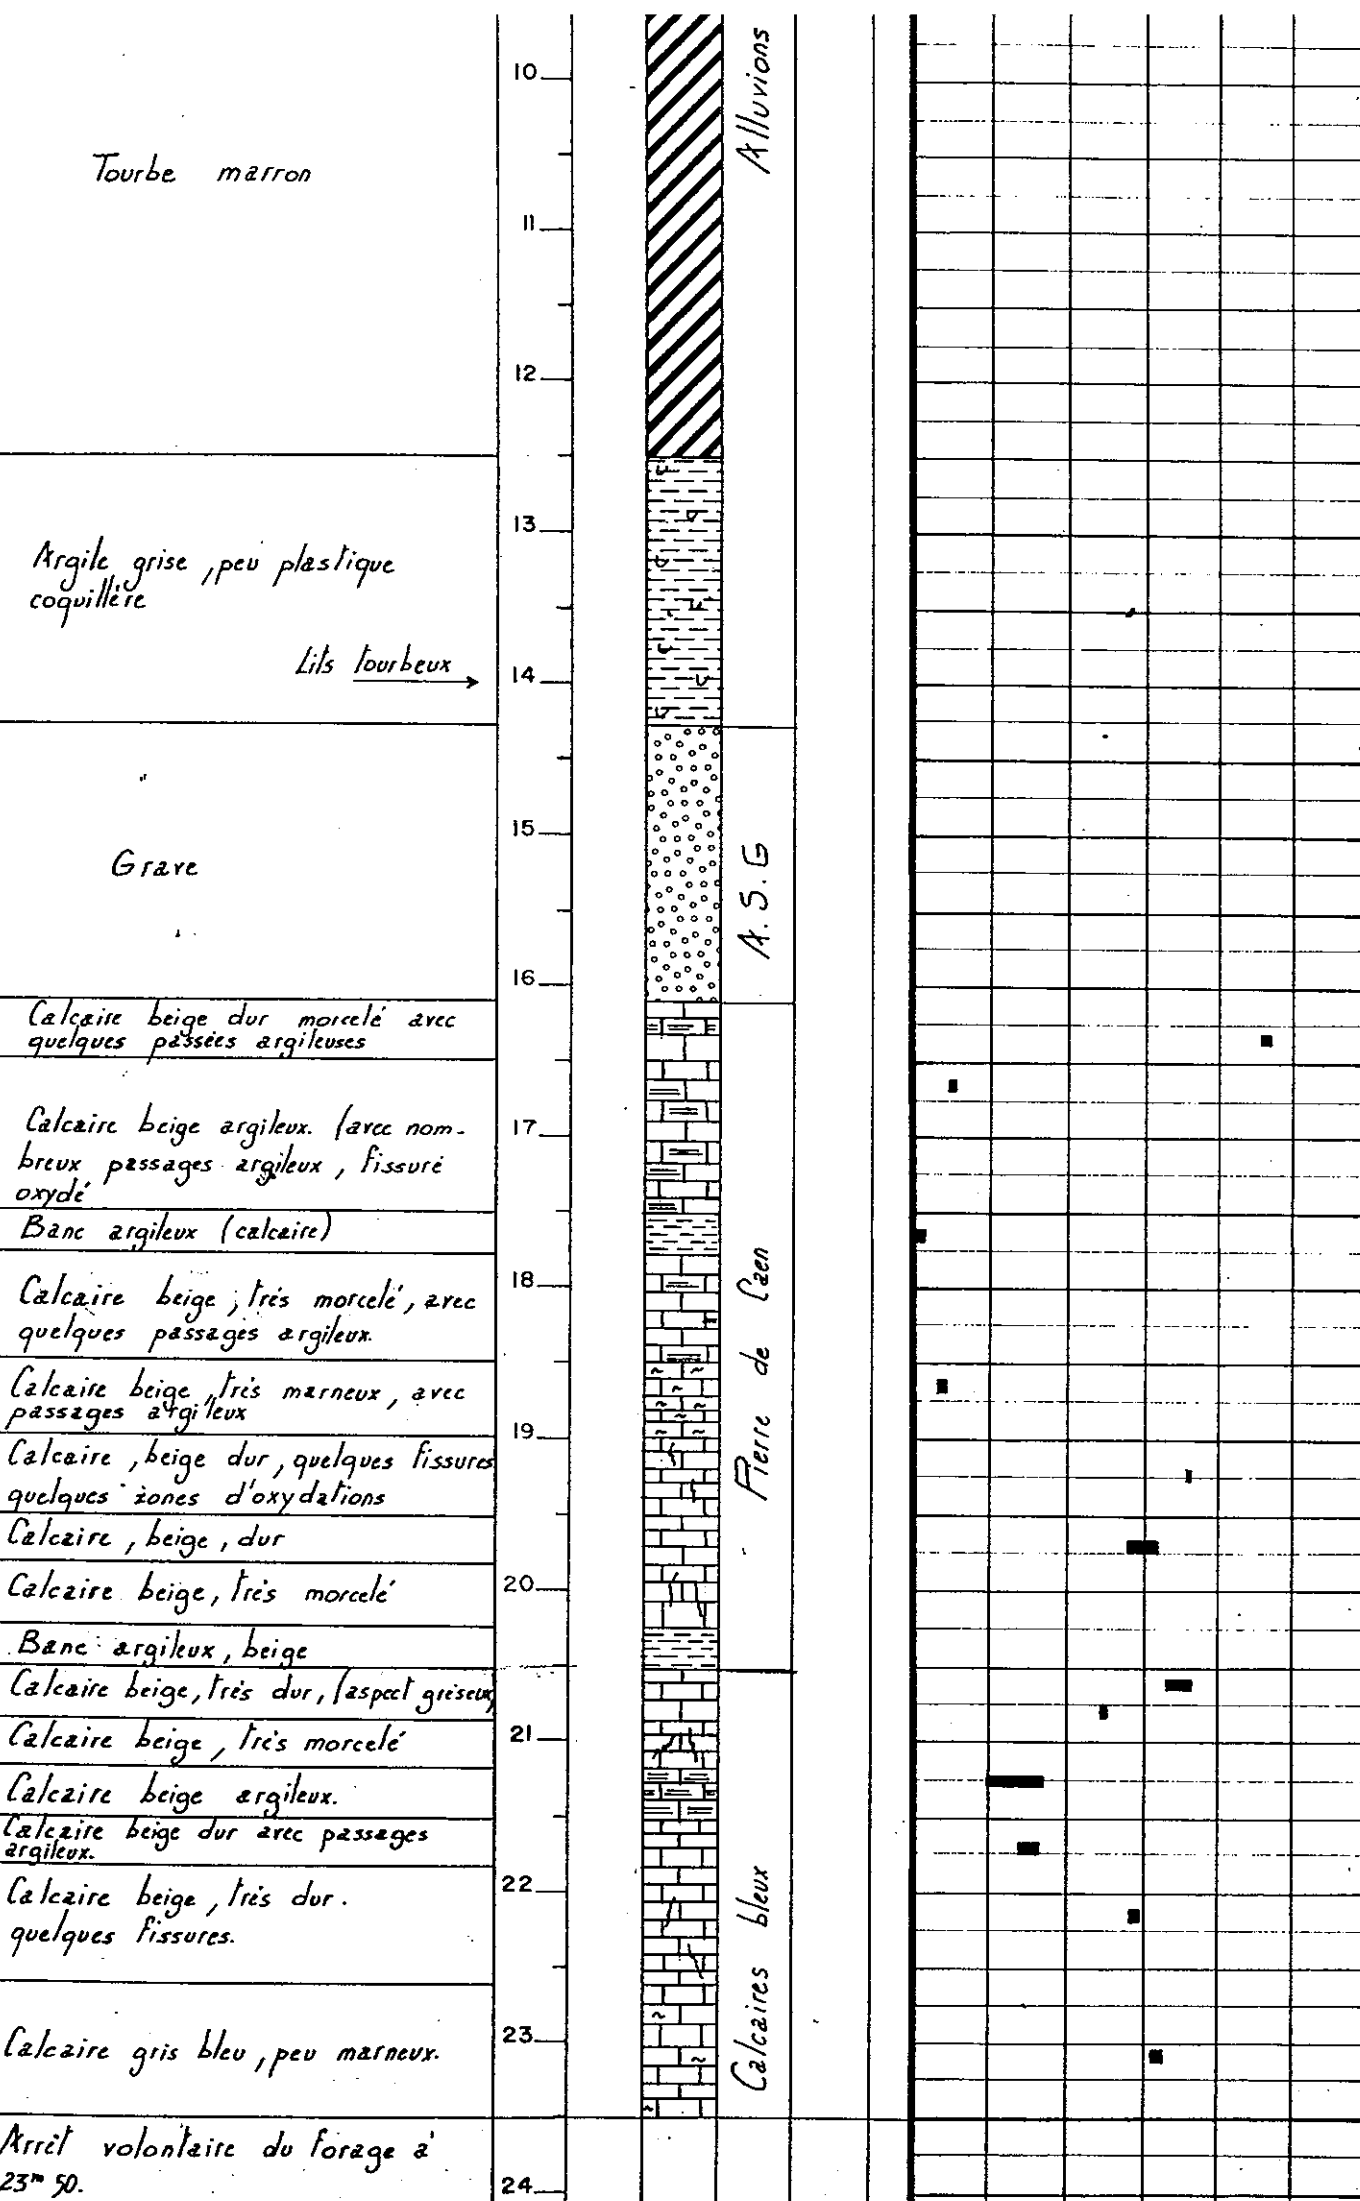 Tourbe marron
Argile grise, peu plastique
coquillère
Lits tourbeux
Grave
Calcaire beige dur morcelé avec
quelques passées argileuses
Calcaire beige argileux. (avec nom-
breux passages argileux, fissuré
oxydé
Banc argileux (calcaire)
Calcaire beige, très morcelé, avec
quelques passages argileux.
Calcaire beige, très marneux, avec
passages argileux
Calcaire, beige dur, quelques fissures
quelques zones d'oxydations
Calcaire, beige, dur
Calcaire beige, très morcelé
Banc argileux, beige
Calcaire beige, très dur, (aspect gréseux)
Calcaire beige, très morcelé
Calcaire beige argileux.
Calcaire beige dur avec passages
argileux.
Calcaire beige, très dur.
quelques fissures.
Calcaire gris bleu, peu marneux.
Arrêt volontaire du forage à
23m 50.
10
11
12
13
14
15
16
17
18
19
20
21
22
23
24
Alluvions
A.S.G
Pierre de Caen
Calcaires bleux